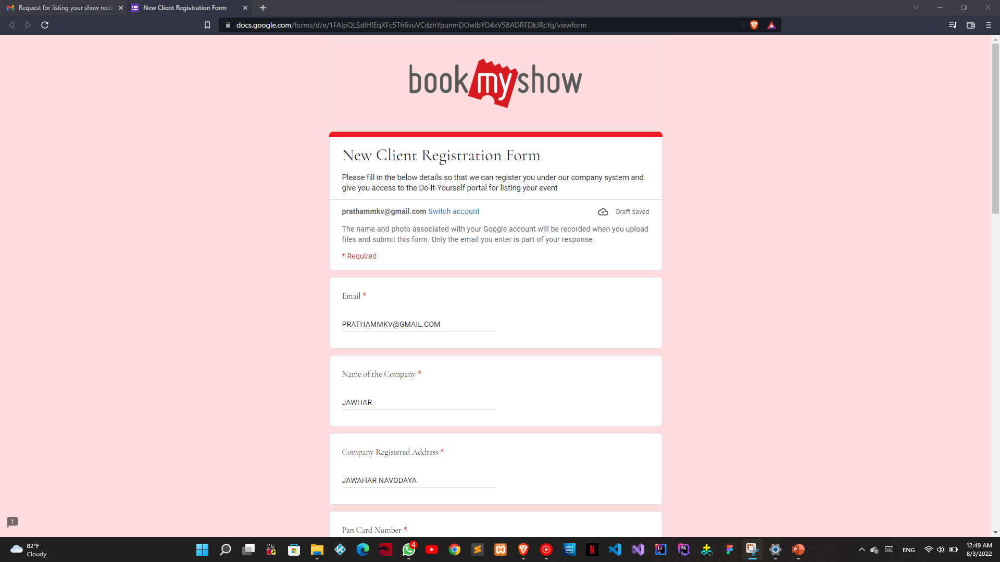 Request for listing your show recei
New Client Registration Form
docs.google.com/forms/d/e/1FAIpQLSdIHIEqXFc5Th6vuVCdzhYpunmDOwIbYO4xV5BADRFDkJRcYg/viewform
bookmyshow
New Client Registration Form
Please fill in the below details so that we can register you under our company system and
give you access to the Do-It-Yourself portal for listing your event
prathammkv@gmail.com Switch account
Draft saved
The name and photo associated with your Google account will be recorded when you upload
files and submit this form. Only the email you enter is part of your response.
* Required
Email *
PRATHAMMKV@GMAIL.COM
Name of the Company *
JAWHAR
Company Registered Address *
JAWAHAR NAVODAYA
Pan Card Number *
82°F
Cloudy
4
prime video
N
IJ
PS
P
ENG
12:49 AM
8/3/2022